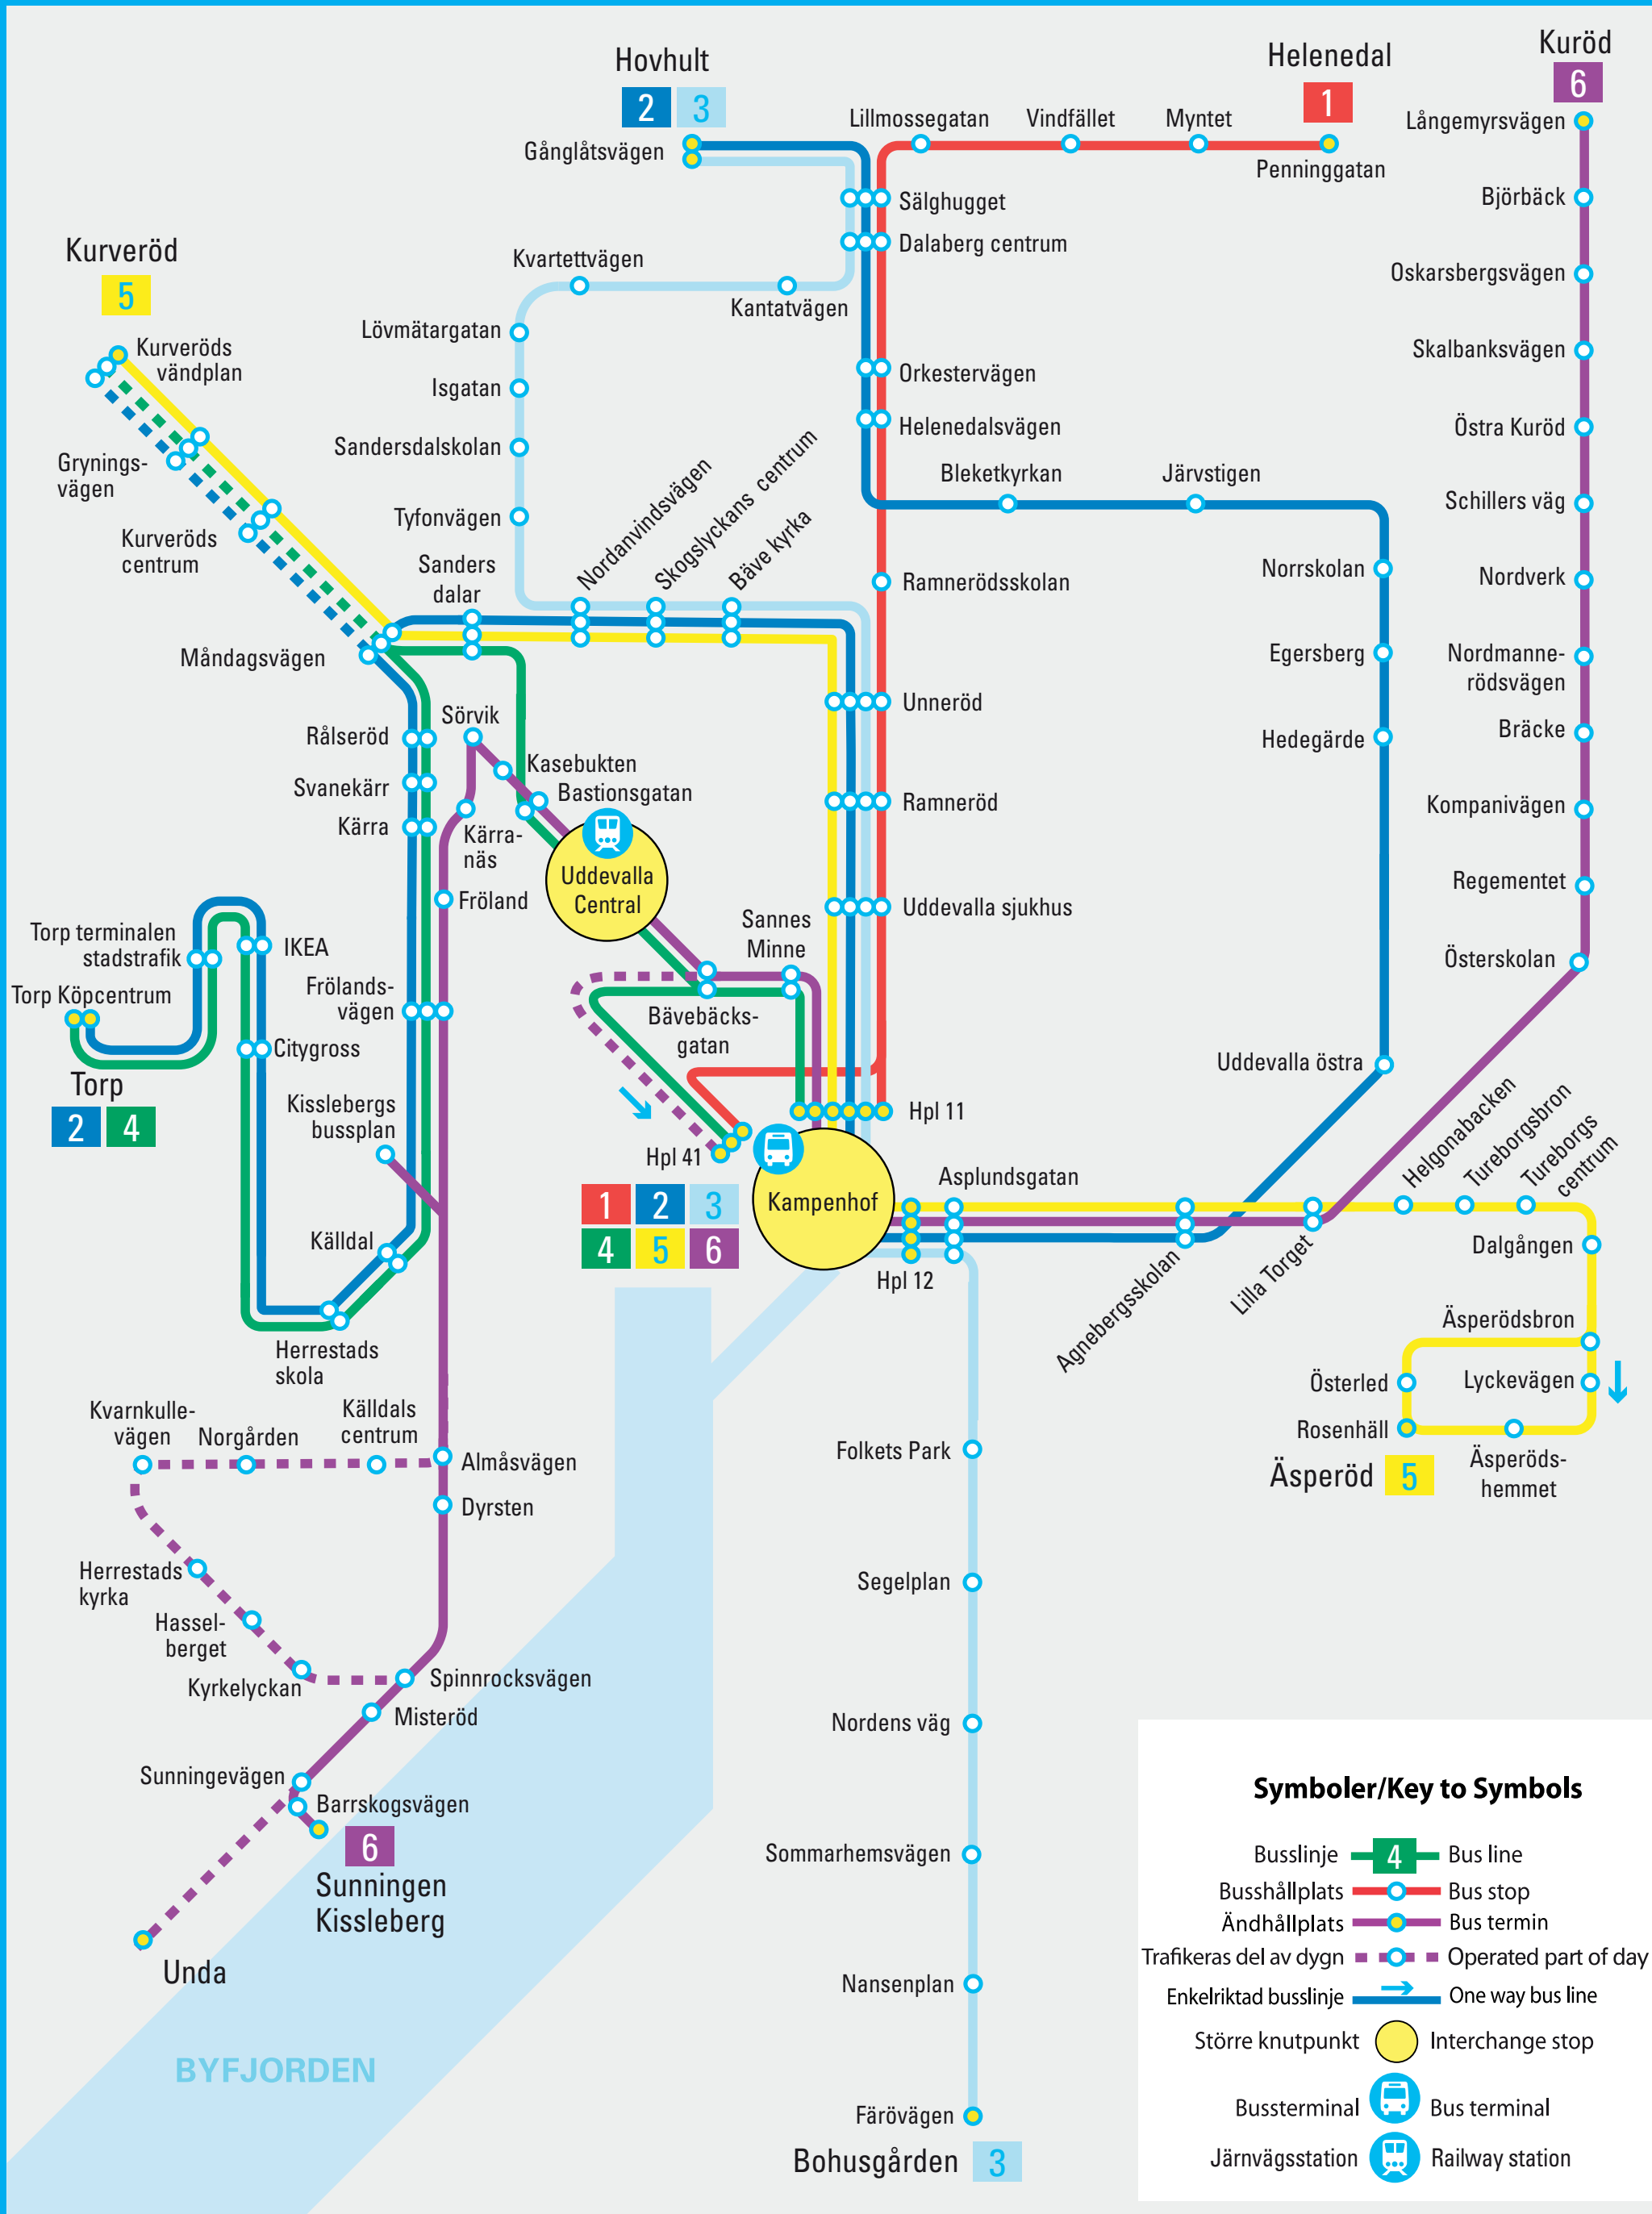 Hovhult
2 3
Gånglåtsvägen
Helenedal
1
Kuröd
6
Lillmossegatan
Vindfället
Myntet
Penninggatan
Långemyrsvägen
Björbäck
Oskarsbergsvägen
Skalbanksvägen
Östra Kuröd
Schillers väg
Nordverk
Nordmanne-
rödsvägen
Bräcke
Kompanivägen
Regementet
Österskolan
Sälghugget
Dalaberg centrum
Kvartettvägen
Kantatvägen
Lövmätargatan
Isgatan
Sandersdalskolan
Tyfonvägen
Orkestervägen
Helenedalsvägen
Bleketkyrkan
Järvstigen
Norrskolan
Egersberg
Hedegärde
Uddevalla östra
Kurveröd
5
Kurveröds
vändplan
Grynings-
vägen
Kurveröds
centrum
Måndagsvägen
Sanders
dalar
Nordanvindsvägen
Skogslyckans centrum
Bäve kyrka
Ramnerödsskolan
Unneröd
Ramneröd
Uddevalla sjukhus
Rålseröd
Svanekärr
Kärra
Sörvik
Kasebukten
Bastionsgatan
Kärra-
näs
Fröland
Uddevalla
Central
Sannes
Minne
Bävebäcks-
gatan
Torp terminalen
stadstrafik
Torp Köpcentrum
Torp
2 4
IKEA
Citygross
Frölands-
vägen
Kisslebergs
bussplan
Källdal
Herrestads
skola
Hpl 11
Hpl 41
1 2 3
4 5 6
Kampenhof
Hpl 12
Asplundsgatan
Agnebergsskolan
Lilla Torget
Helgonabacken
Tureborgsbron
Tureborgs
centrum
Dalgången
Äsperödsbron
Lyckevägen
Österled
Rosenhäll
Äsperöds-
hemmet
Äsperöd 5
Kvarnkulle-
vägen
Norgården
Källdals
centrum
Almåsvägen
Dyrsten
Herrestads
kyrka
Hassel-
berget
Kyrkelyckan
Spinnrocksvägen
Misteröd
Sunningevägen
Barrskogsvägen
6
Sunningen
Kissleberg
Unda
BYFJORDEN
Folkets Park
Segelplan
Nordens väg
Sommarhemsvägen
Nansenplan
Färövägen
Bohusgården 3
Symboler/Key to Symbols
Busslinje 4 Bus line
Busshållplats Bus stop
Ändhållplats Bus termin
Trafikeras del av dygn Operated part of day
Enkelriktad busslinje One way bus line
Större knutpunkt Interchange stop
Bussterminal Bus terminal
Järnvägsstation Railway station